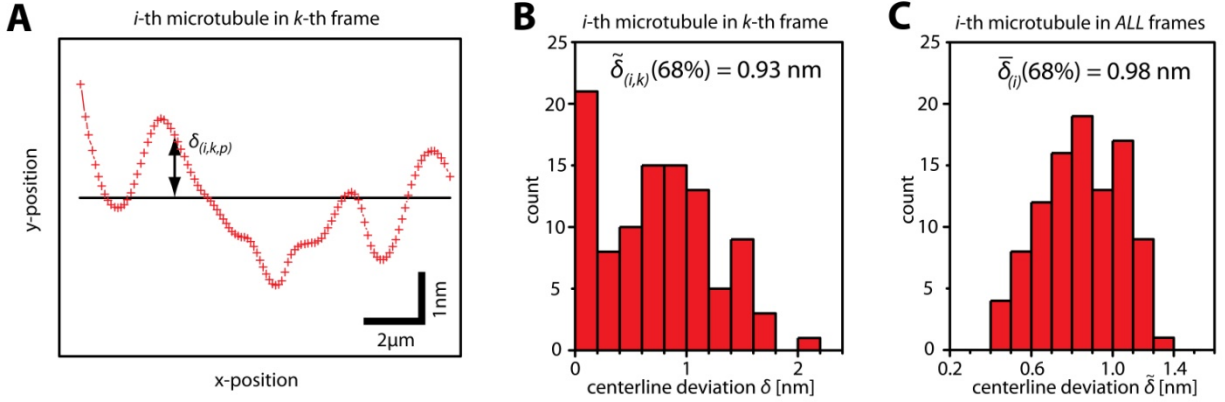 A
i-th microtubule in k-th frame
δ(i,k,p)
y-position
1nm
2μm
x-position
B
i-th microtubule in k-th frame
δ̃(i,k)(68%) = 0.93 nm
25
20
15
10
5
0
count
0 1 2
centerline deviation δ [nm]
C
i-th microtubule in ALL frames
δ̅(i)(68%) = 0.98 nm
25
20
15
10
5
0
count
0.2 0.6 1.0 1.4
centerline deviation δ̃ [nm]